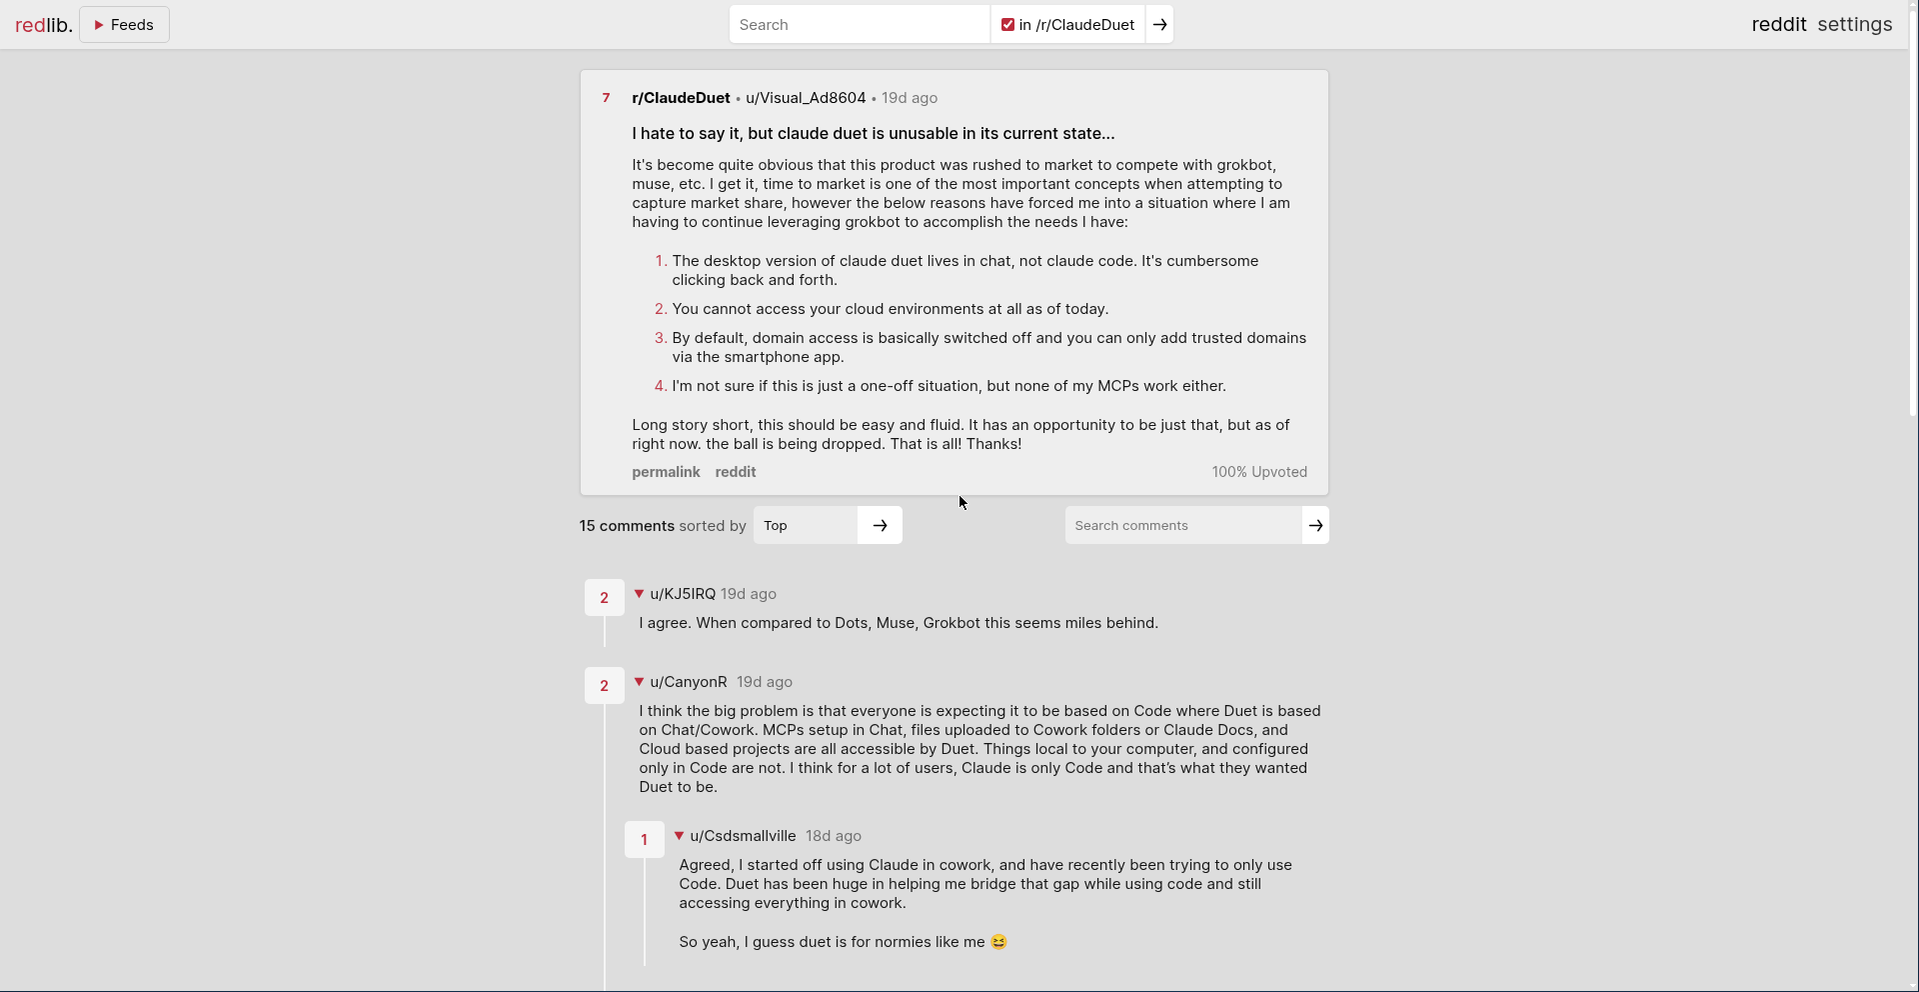 redlib.
Feeds
Search
in /r/ClaudeDuet
→
reddit settings
7
r/ClaudeDuet • u/Visual_Ad8604 • 19d ago
I hate to say it, but claude duet is unusable in its current state...
It's become quite obvious that this product was rushed to market to compete with grokbot,
muse, etc. I get it, time to market is one of the most important concepts when attempting to
capture market share, however the below reasons have forced me into a situation where I am
having to continue leveraging grokbot to accomplish the needs I have:
1. The desktop version of claude duet lives in chat, not claude code. It's cumbersome
clicking back and forth.
2. You cannot access your cloud environments at all as of today.
3. By default, domain access is basically switched off and you can only add trusted domains
via the smartphone app.
4. I'm not sure if this is just a one-off situation, but none of my MCPs work either.
Long story short, this should be easy and fluid. It has an opportunity to be just that, but as of
right now. the ball is being dropped. That is all! Thanks!
permalink reddit
100% Upvoted
15 comments sorted by
Top
→
Search comments
→
2
u/KJ5IRQ 19d ago
I agree. When compared to Dots, Muse, Grokbot this seems miles behind.
2
u/CanyonR 19d ago
I think the big problem is that everyone is expecting it to be based on Code where Duet is based
on Chat/Cowork. MCPs setup in Chat, files uploaded to Cowork folders or Claude Docs, and
Cloud based projects are all accessible by Duet. Things local to your computer, and configured
only in Code are not. I think for a lot of users, Claude is only Code and that’s what they wanted
Duet to be.
1
u/Csdsmallville 18d ago
Agreed, I started off using Claude in cowork, and have recently been trying to only use
Code. Duet has been huge in helping me bridge that gap while using code and still
accessing everything in cowork.
So yeah, I guess duet is for normies like me 😆